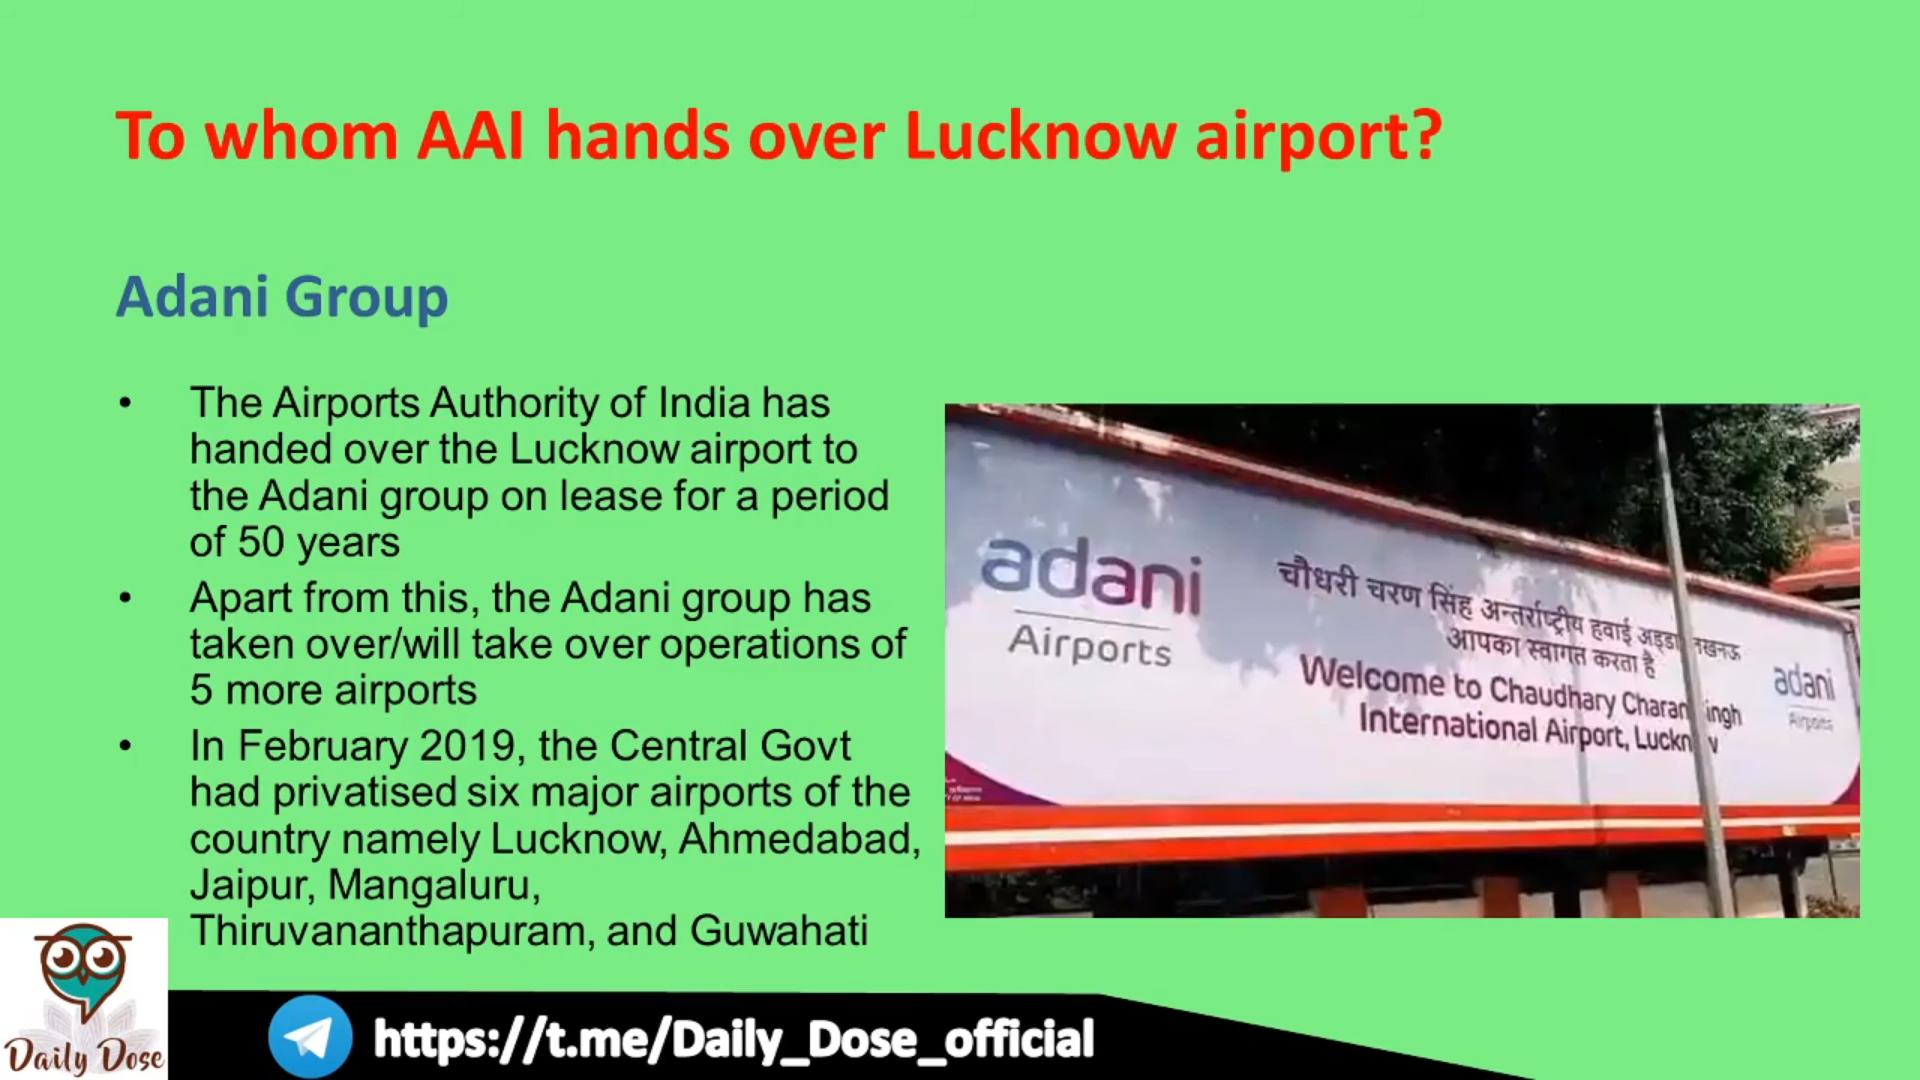 To whom AAI hands over Lucknow airport?
Adani Group
• The Airports Authority of India has
handed over the Lucknow airport to
the Adani group on lease for a period
of 50 years
• Apart from this, the Adani group has
taken over/will take over operations of
5 more airports
• In February 2019, the Central Govt
had privatised six major airports of the
country namely Lucknow, Ahmedabad,
Jaipur, Mangaluru,
Thiruvananthapuram, and Guwahati
adani
Airports
चौधरी चरण सिंह अन्तर्राष्ट्रीय हवाई अड्डा
आपका स्वागत करता है
Welcome to Chaudhary Charan
International Airport,
adani
Airports
Daily Dose
https://t.me/Daily_Dose_official